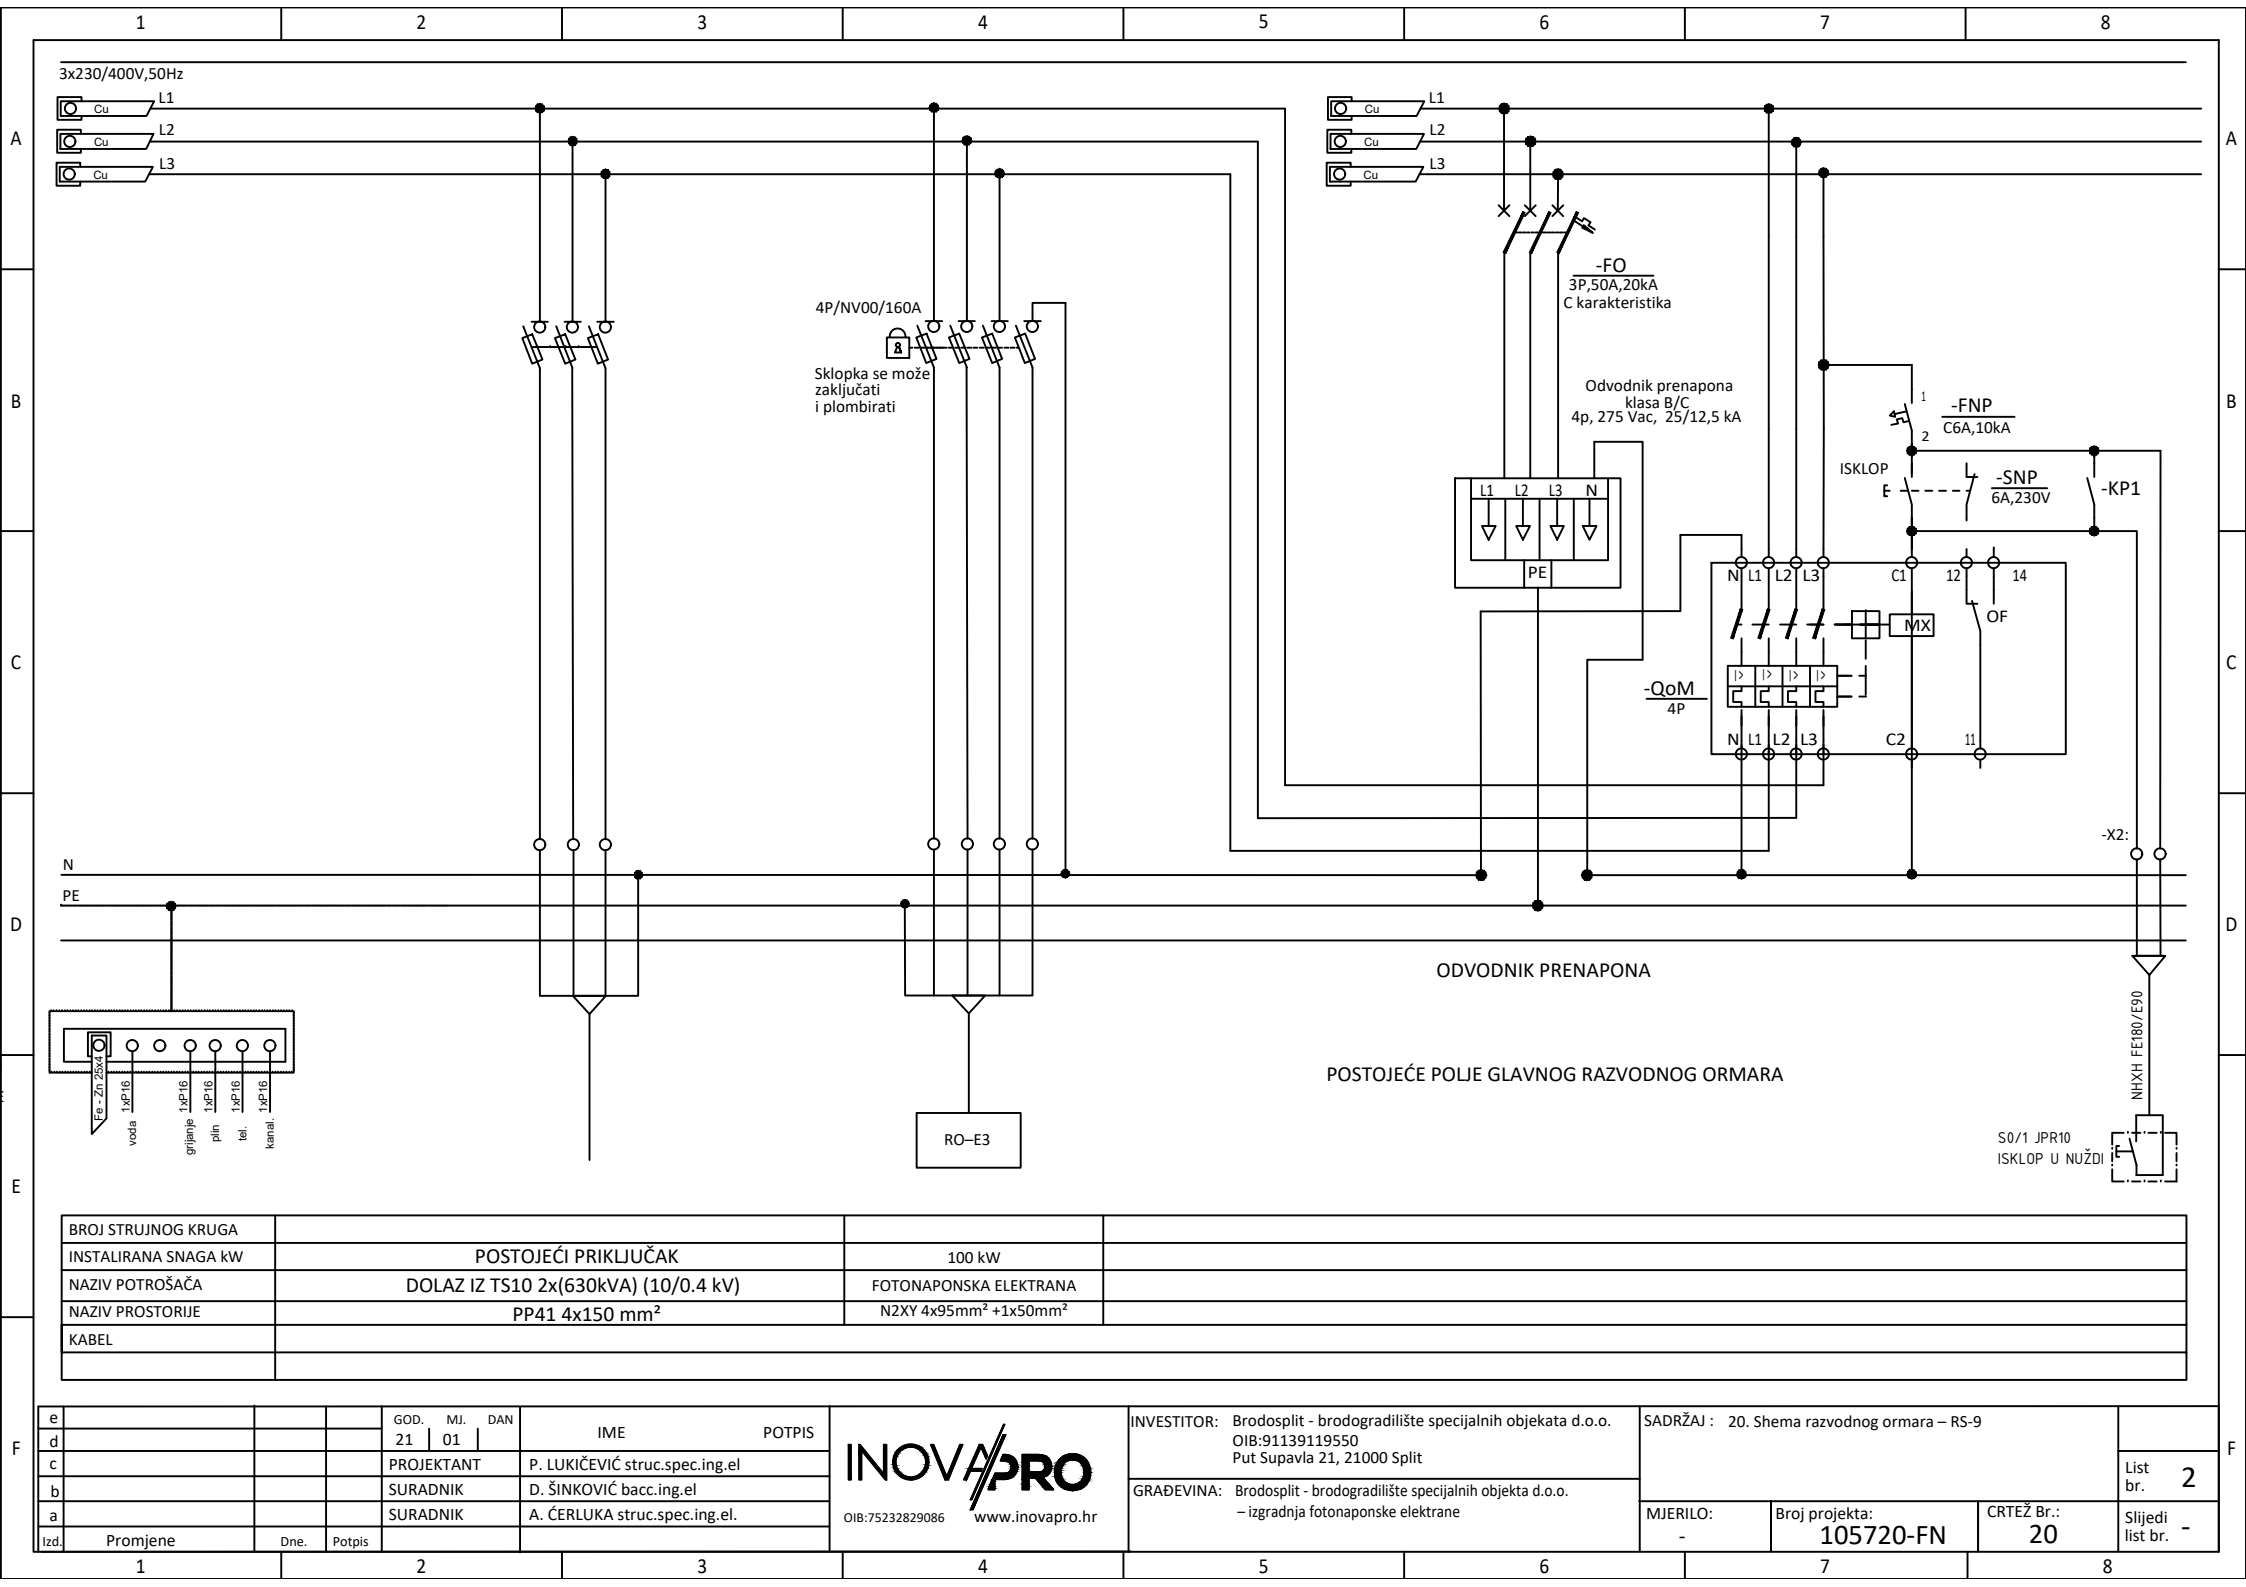 1 2 3 4 5 6 7 8
A A
B B
C C
D D
E
F F
3x230/400V,50Hz
Cu L1
Cu L2
Cu L3
Cu L1
Cu L2
Cu L3
-FO
3P,50A,20kA
C karakteristika
4P/NV00/160A
Sklopka se može
zaključati
i plombirati
Odvodnik prenapona
klasa B/C
4p, 275 Vac, 25/12,5 kA
L1 L2 L3 N
PE
1
2
-FNP
C6A,10kA
ISKLOP
-SNP
6A,230V
-KP1
N L1 L2 L3 C1 12 14
MX
OF
I> I> I> I>
-QoM
4P
N L1 L2 L3 C2 11
-X2:
N
PE
ODVODNIK PRENAPONA
POSTOJEĆE POLJE GLAVNOG RAZVODNOG ORMARA
NHXH FE180/E90
S0/1 JPR10
ISKLOP U NUŽDI
Fe - Zn 25x4
1xP16
voda
1xP16
grijanje
1xP16
plin
1xP16
tel.
1xP16
kanal.
RO–E3
BROJ STRUJNOG KRUGA
INSTALIRANA SNAGA kW POSTOJEĆI PRIKLJUČAK 100 kW
NAZIV POTROŠAČA DOLAZ IZ TS10 2x(630kVA) (10/0.4 kV) FOTONAPONSKA ELEKTRANA
NAZIV PROSTORIJE PP41 4x150 mm² N2XY 4x95mm² +1x50mm²
KABEL
e
d
c
b
a
Izd. Promjene Dne. Potpis
GOD. MJ. DAN
21 01
IME POTPIS
PROJEKTANT P. LUKIČEVIĆ struc.spec.ing.el
SURADNIK D. ŠINKOVIĆ bacc.ing.el
SURADNIK A. ĆERLUKA struc.spec.ing.el.
INOVAPRO
OIB:75232829086 www.inovapro.hr
INVESTITOR: Brodosplit - brodogradilište specijalnih objekata d.o.o.
OIB:91139119550
Put Supavla 21, 21000 Split
GRAĐEVINA: Brodosplit - brodogradilište specijalnih objekta d.o.o.
– izgradnja fotonaponske elektrane
SADRŽAJ : 20. Shema razvodnog ormara – RS-9
MJERILO:
-
Broj projekta:
105720-FN
CRTEŽ Br.:
20
List
br. 2
Slijedi
list br. -
1 2 3 4 5 6 7 8